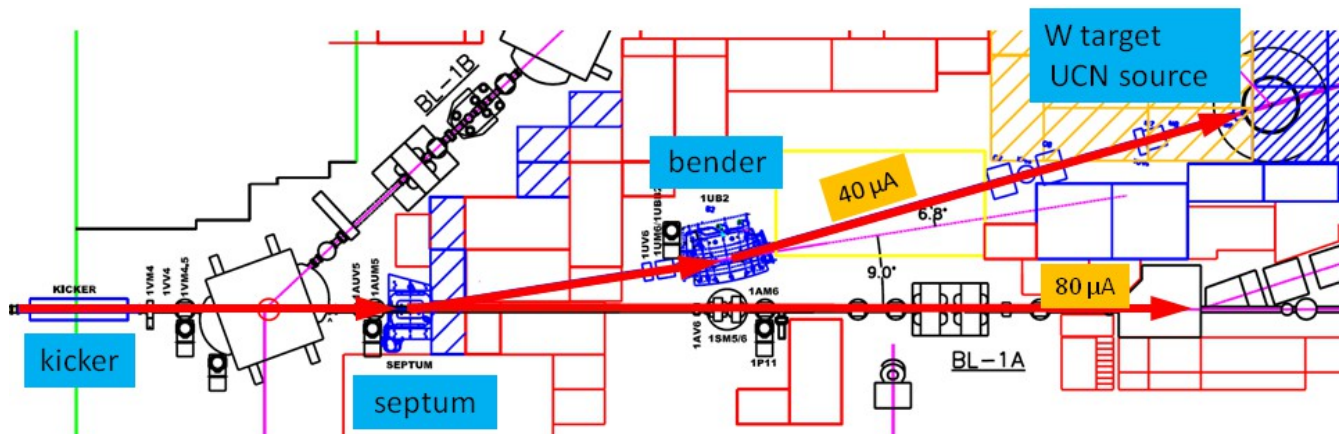 W target
UCN source
BL-1B
bender
40 µA
1UB2
1UV6
6.8°
9.0°
KICKER
1VM4
1VV4
1VM4.5
1AUV5
1AUM5
80 µA
1AM6
1AV6
1SM5/6
1P11
BL-1A
kicker
SEPTUM
septum